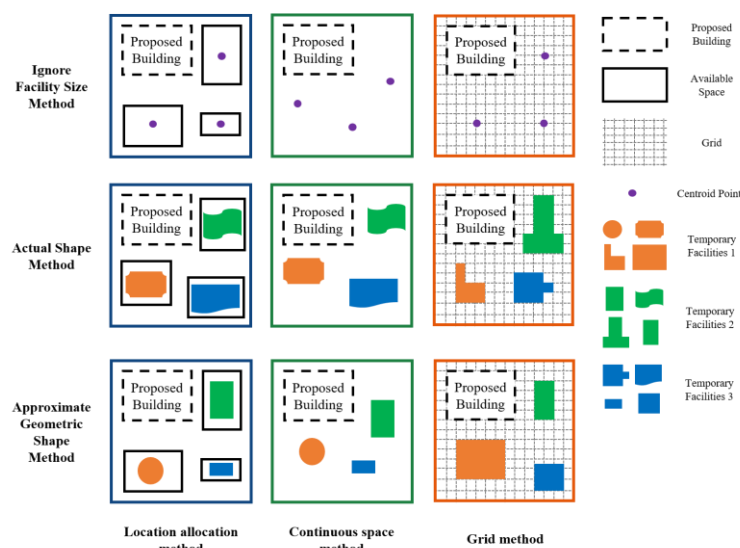 Ignore
Facility Size
Method
Proposed
Building
Proposed
Building
Proposed
Building
Actual Shape
Method
Proposed
Building
Proposed
Building
Proposed
Building
Approximate
Geometric
Shape
Method
Proposed
Building
Proposed
Building
Proposed
Building
Location allocation
method
Continuous space
method
Grid method
Proposed
Building
Available
Space
Grid
Centroid Point
Temporary
Facilities 1
Temporary
Facilities 2
Temporary
Facilities 3